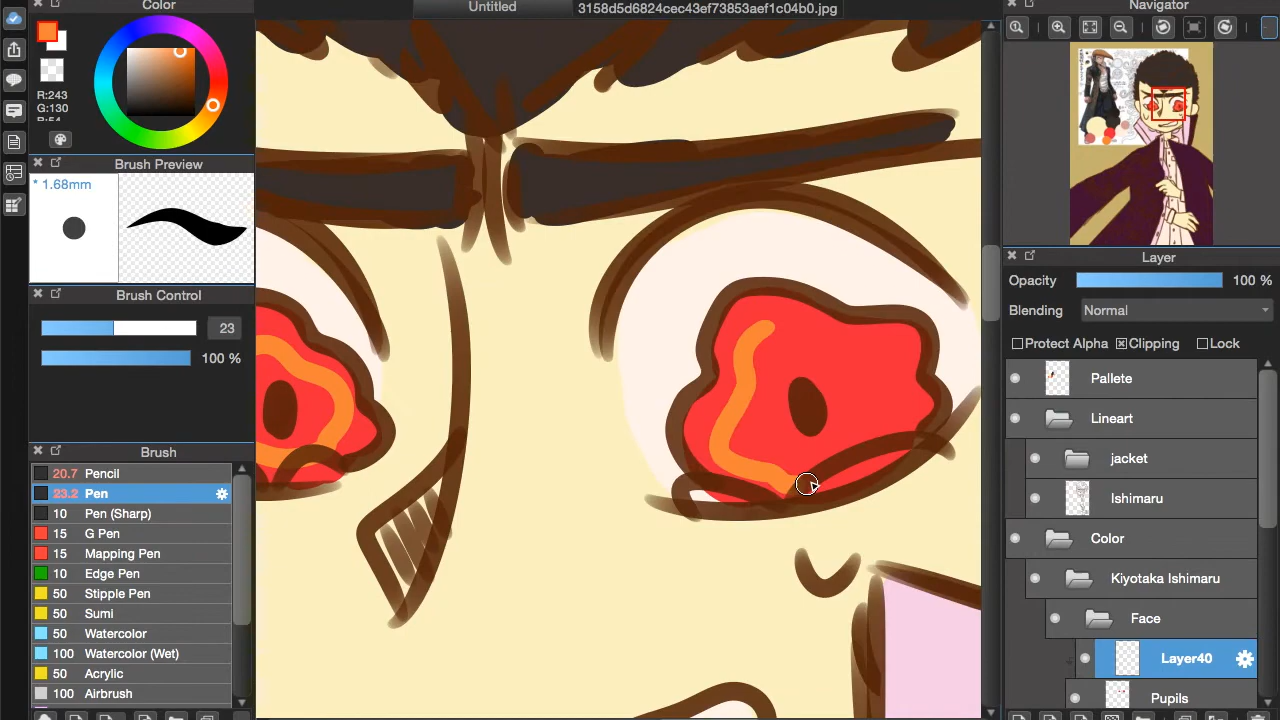 Color
R:243
G:130
B:54
Brush Preview
* 1.68mm
Brush Control
23
100 %
Brush
20.7 Pencil
23.2 Pen
10 Pen (Sharp)
15 G Pen
15 Mapping Pen
10 Edge Pen
50 Stipple Pen
50 Sumi
50 Watercolor
100 Watercolor (Wet)
50 Acrylic
100 Airbrush
Untitled
3158d5d6824cec43ef73853aef1c04b0.jpg
Navigator
Layer
Opacity 100 %
Blending Normal
Protect Alpha Clipping Lock
Pallete
Lineart
jacket
Ishimaru
Color
Kiyotaka Ishimaru
Face
Layer40
Pupils